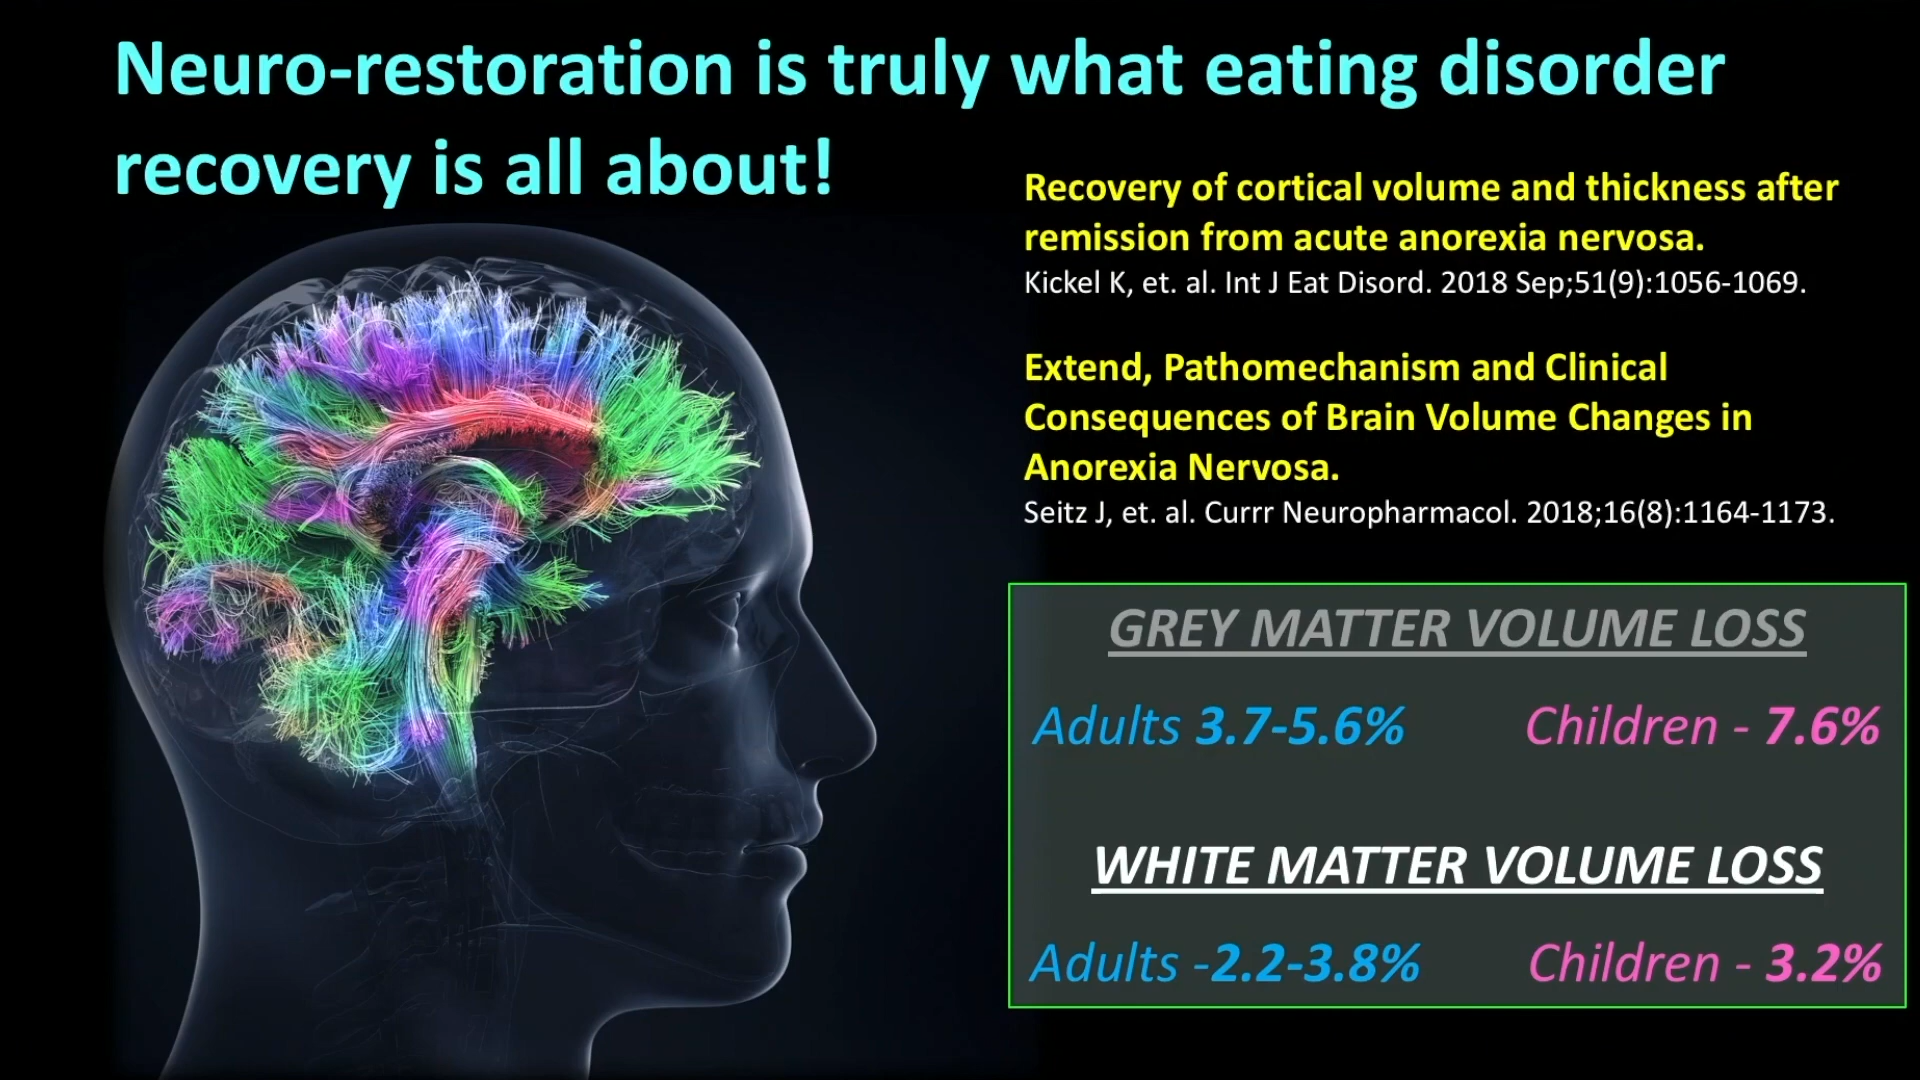 Neuro-restoration is truly what eating disorder
recovery is all about!
Recovery of cortical volume and thickness after
remission from acute anorexia nervosa.
Kickel K, et. al. Int J Eat Disord. 2018 Sep;51(9):1056-1069.
Extend, Pathomechanism and Clinical
Consequences of Brain Volume Changes in
Anorexia Nervosa.
Seitz J, et. al. Currr Neuropharmacol. 2018;16(8):1164-1173.
GREY MATTER VOLUME LOSS
Adults 3.7-5.6% Children - 7.6%
WHITE MATTER VOLUME LOSS
Adults -2.2-3.8% Children - 3.2%